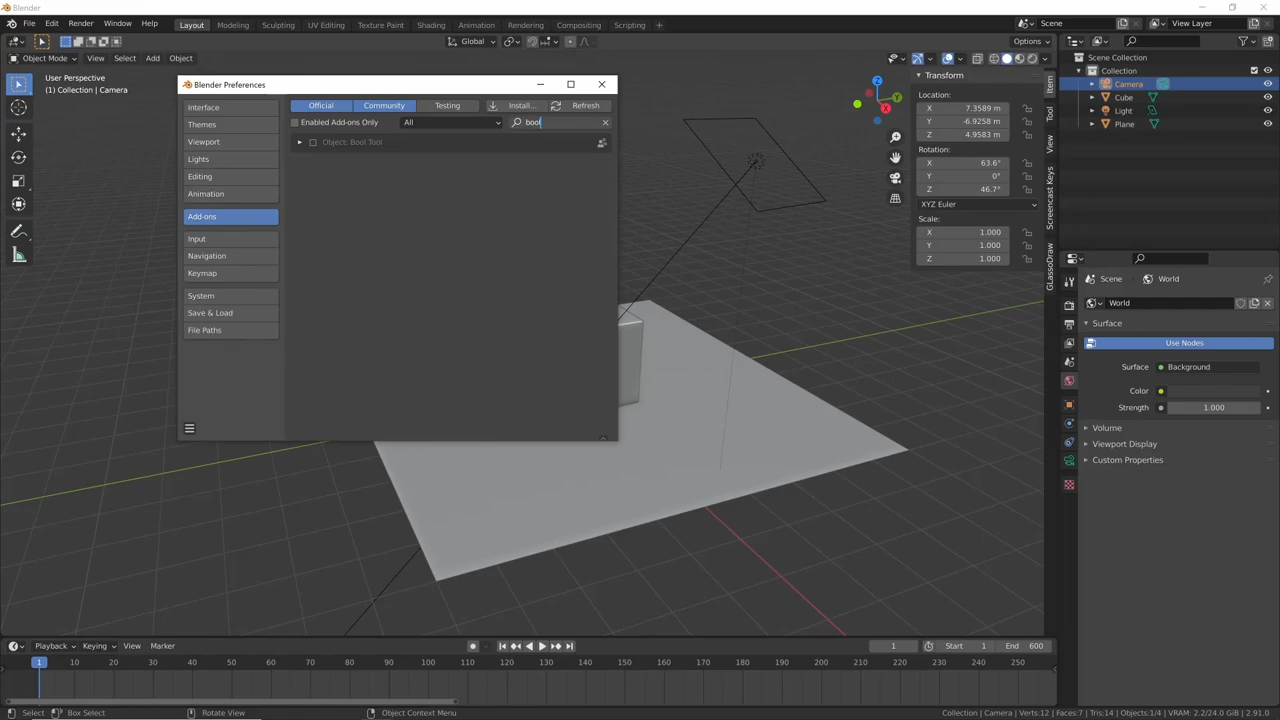 Blender
File Edit Render Window Help Layout Modeling Sculpting UV Editing Texture Paint Shading Animation Rendering Compositing Scripting + Scene View Layer
Global Options
Object Mode View Select Add Object
User Perspective
(1) Collection | Camera
Blender Preferences
Interface
Themes
Viewport
Lights
Editing
Animation
Add-ons
Input
Navigation
Keymap
System
Save & Load
File Paths
Official Community Testing Install... Refresh
Enabled Add-ons Only All bool
Object: Bool Tool
Z
Y
X
Transform
Location:
X 7.3589 m
Y -6.9258 m
Z 4.9583 m
Rotation:
X 63.6°
Y 0°
Z 46.7°
XYZ Euler
Scale:
X 1.000
Y 1.000
Z 1.000
Item
Tool
View
Screencast Keys
GLassoDraw
Scene Collection
Collection
Camera
Cube
Light
Plane
Scene World
World
Surface
Use Nodes
Surface Background
Color
Strength 1.000
Volume
Viewport Display
Custom Properties
Playback Keying View Marker 1 Start 1 End 600
1 10 20 30 40 50 60 70 80 90 100 110 120 130 140 150 160 170 180 190 200 210 220 230 240 250
Select Box Select Rotate View Object Context Menu Collection | Camera | Verts:12 | Faces:7 | Tris:14 | Objects:1/4 | VRAM: 2.2/24.0 GiB | 2.91.0